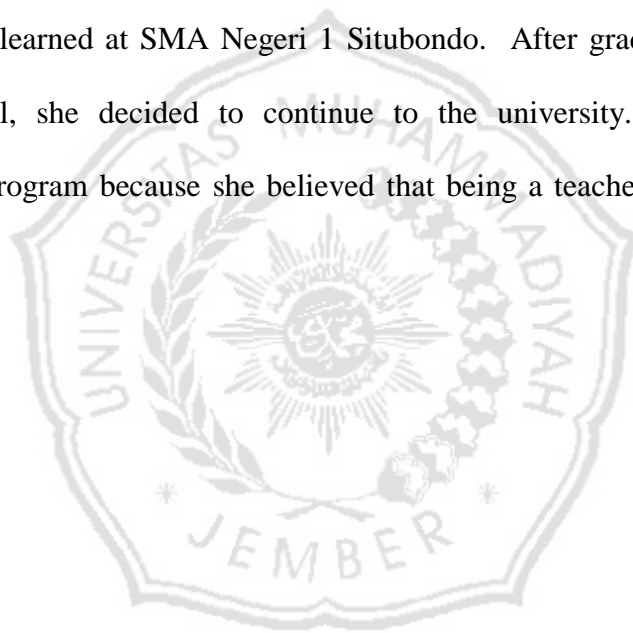 learned at SMA Negeri 1 Situbondo. After grad
l, she decided to continue to the university.
rogram because she believed that being a teache
UNIVERSITAS MUHAMMADIYAH
JEMBER